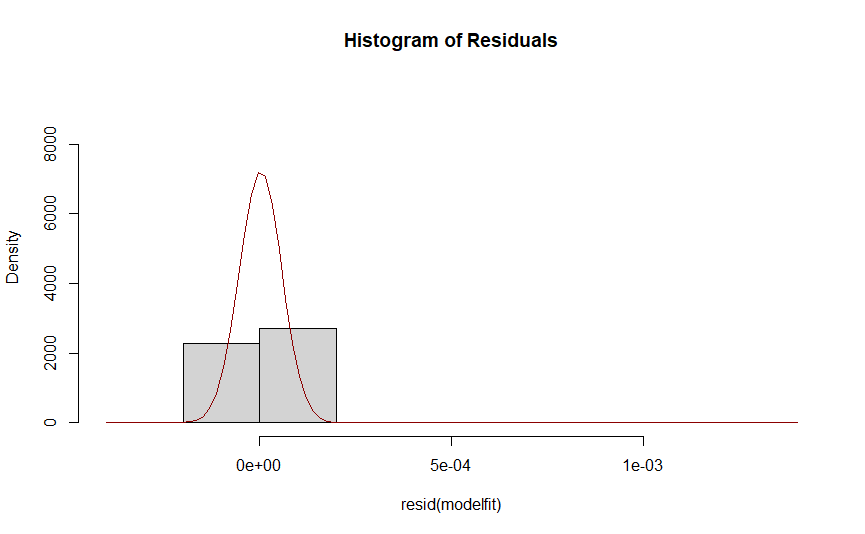 Histogram of Residuals
8000
6000
4000
2000
0
Density
0e+00 5e-04 1e-03
resid(modelfit)